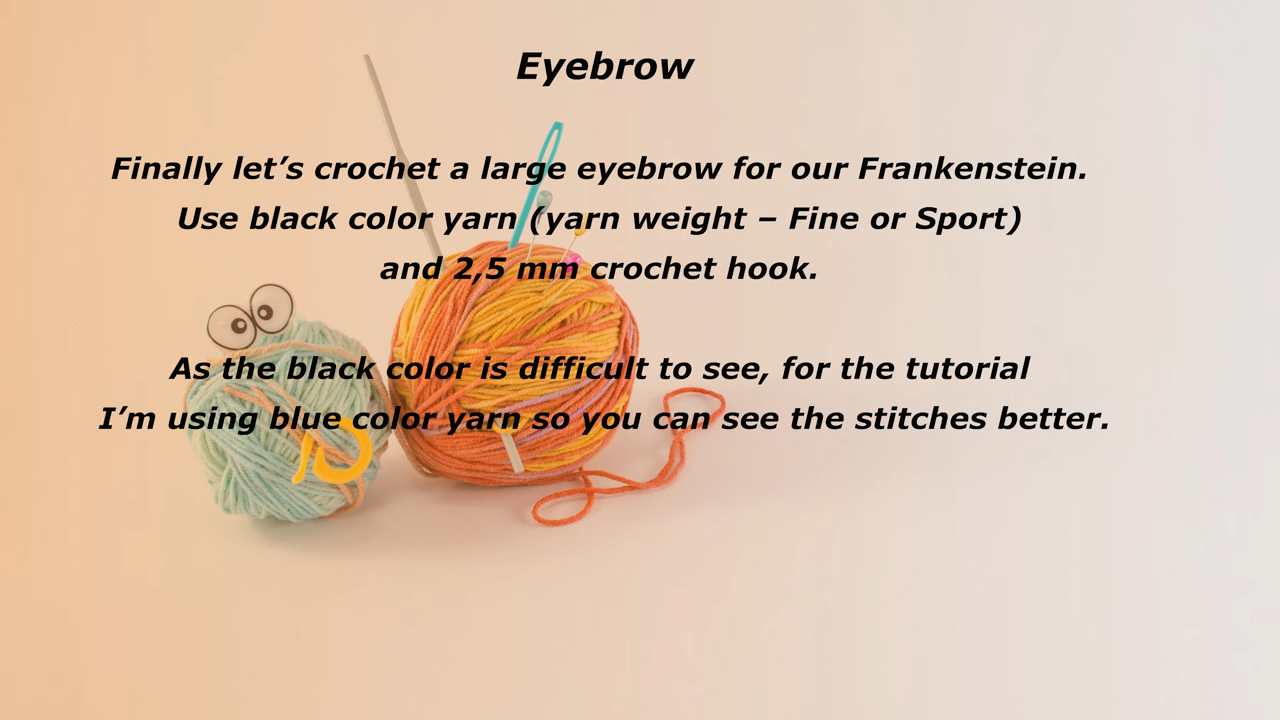 Eyebrow
Finally let’s crochet a large eyebrow for our Frankenstein.
Use black color yarn (yarn weight – Fine or Sport)
and 2,5 mm crochet hook.
As the black color is difficult to see, for the tutorial
I’m using blue color yarn so you can see the stitches better.